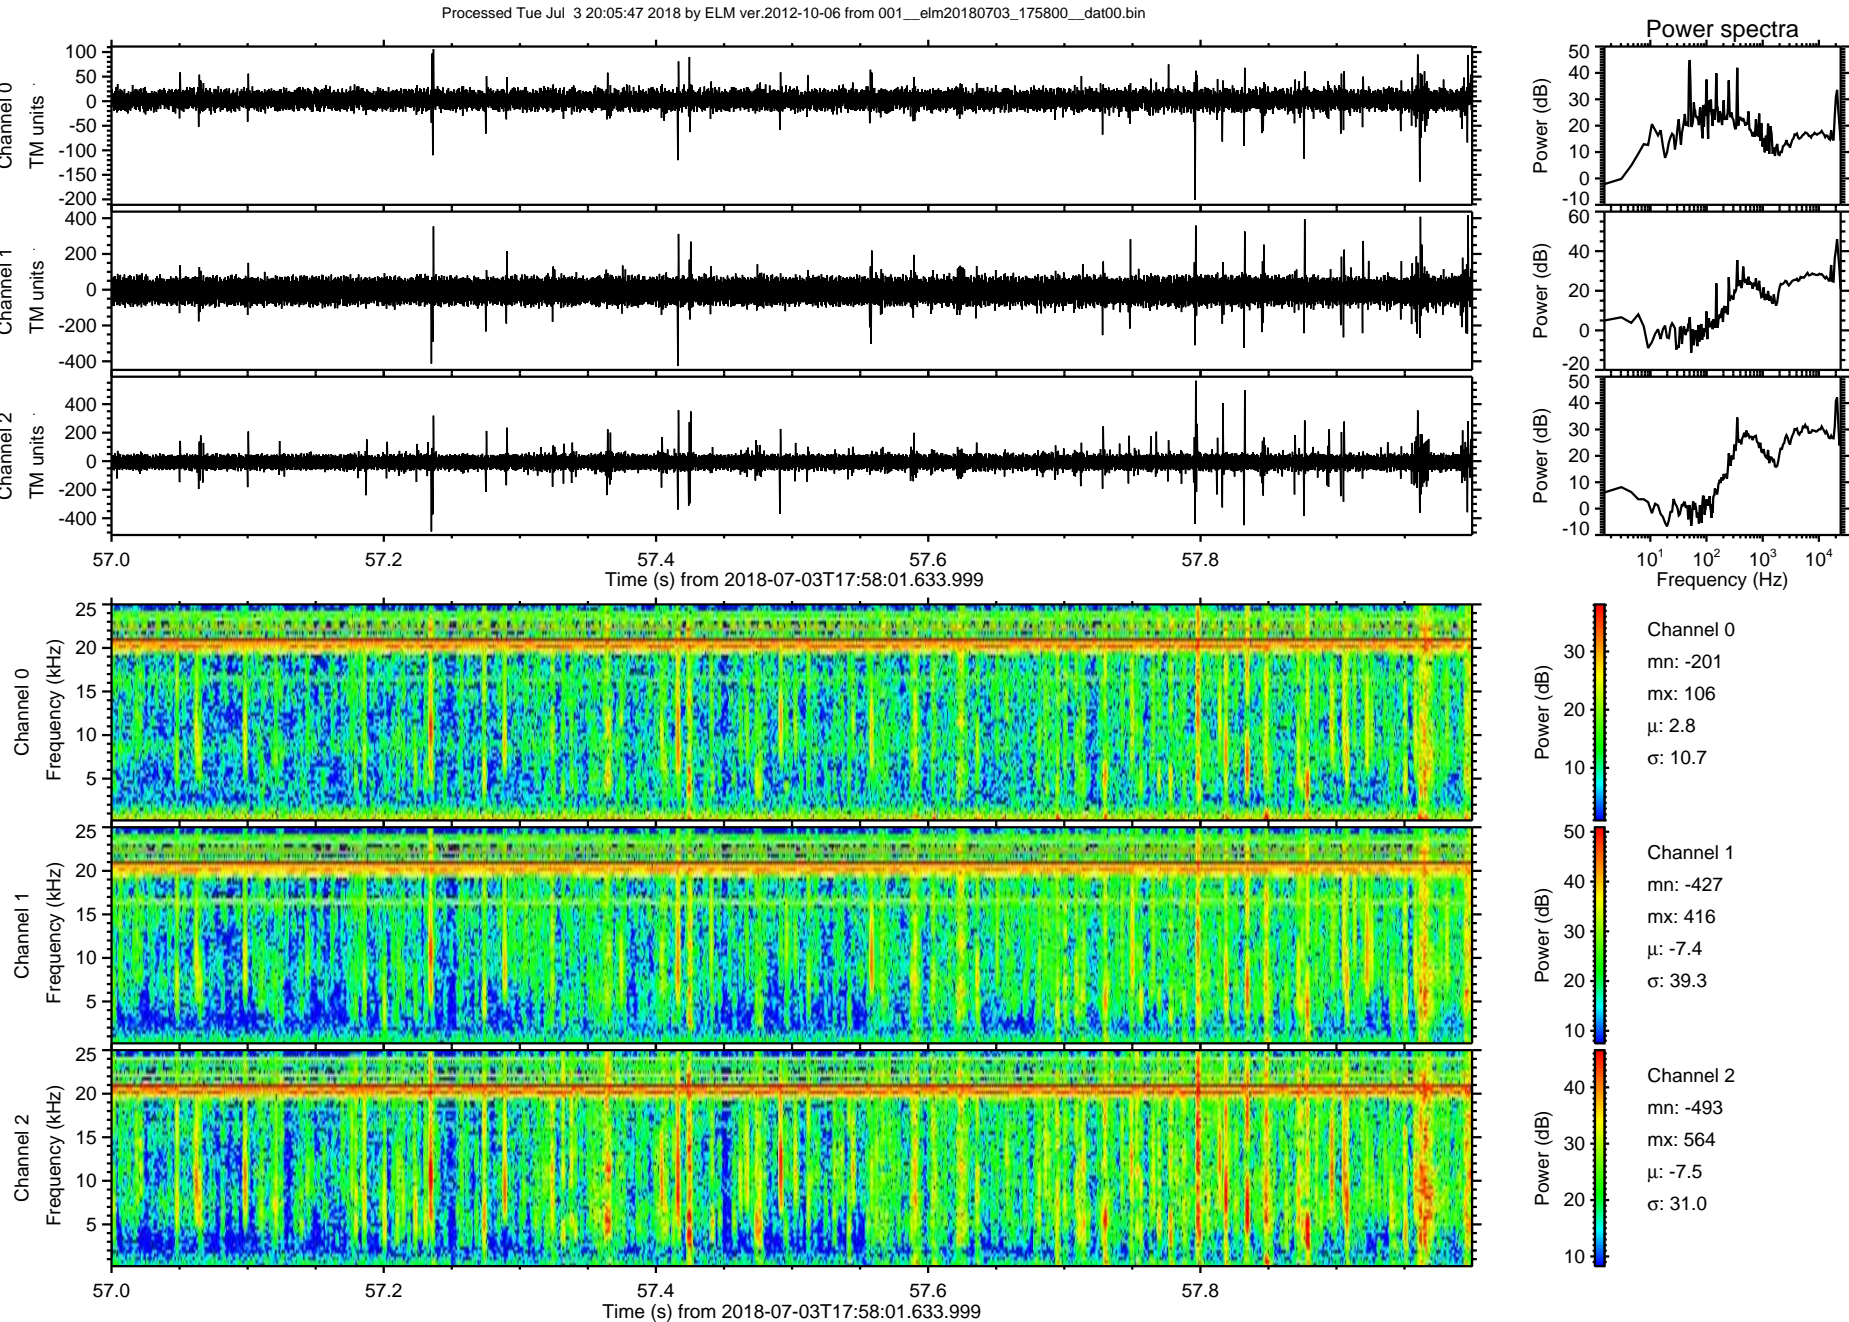 Processed Tue Jul  3 20:05:47 2018 by ELM ver.2012-10-06 from 001__elm20180703_175800__dat00.bin
Power spectra
Channel 0
TM units
100
50
0
-50
-100
-150
-200
Power (dB)
50
40
30
20
10
0
-10
Channel 1
TM units
400
200
0
-200
-400
Power (dB)
60
40
20
0
-20
Channel 2
TM units
400
200
0
-200
-400
Power (dB)
50
40
30
20
10
0
-10
57.0 57.2 57.4 57.6 57.8
Time (s) from 2018-07-03T17:58:01.633.999
10¹ 10² 10³ 10⁴
Frequency (Hz)
Channel 0
Frequency (kHz)
25
20
15
10
5
Power (dB)
30
20
10
Channel 0
mn: -201
mx: 106
μ: 2.8
σ: 10.7
Channel 1
Frequency (kHz)
25
20
15
10
5
Power (dB)
50
40
30
20
10
Channel 1
mn: -427
mx: 416
μ: -7.4
σ: 39.3
Channel 2
Frequency (kHz)
25
20
15
10
5
Power (dB)
40
30
20
10
Channel 2
mn: -493
mx: 564
μ: -7.5
σ: 31.0
57.0 57.2 57.4 57.6 57.8
Time (s) from 2018-07-03T17:58:01.633.999